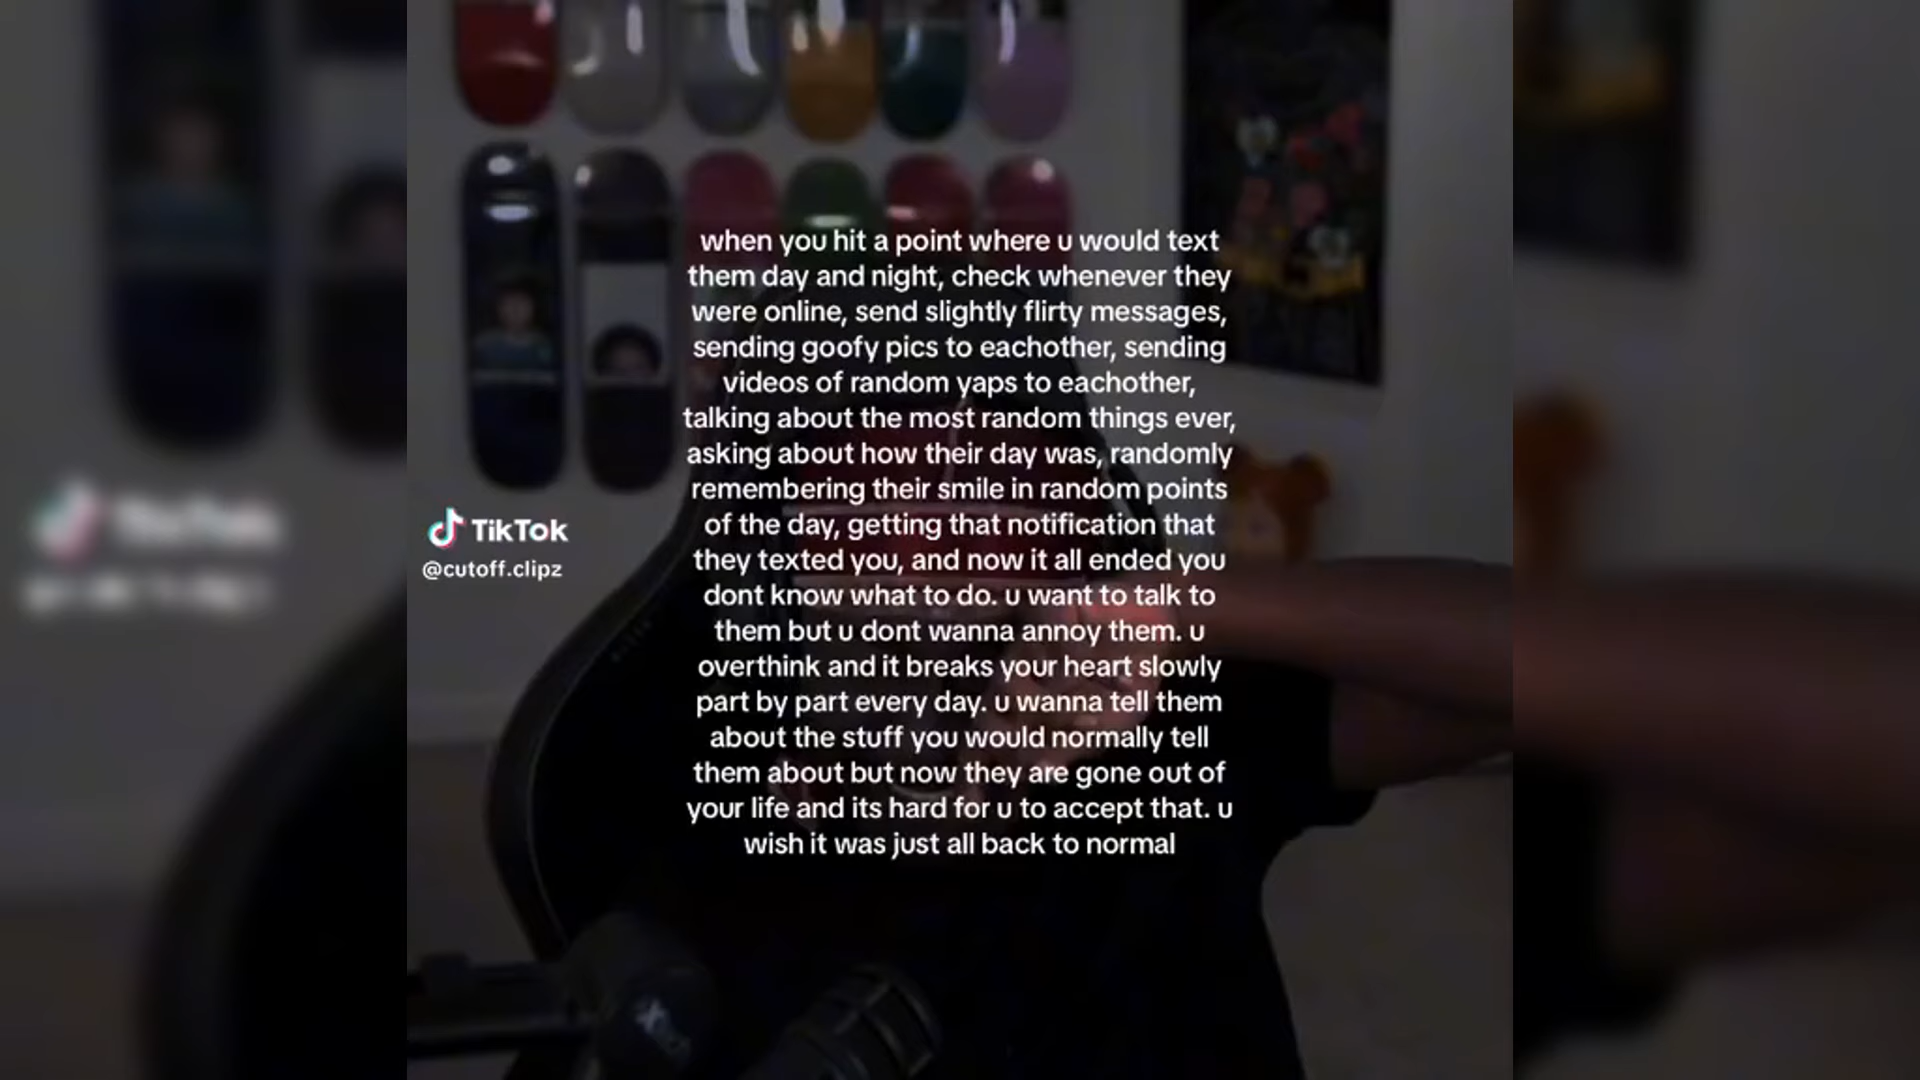 when you hit a point where u would text
them day and night, check whenever they
were online, send slightly flirty messages,
sending goofy pics to eachother, sending
videos of random yaps to eachother,
talking about the most random things ever,
asking about how their day was, randomly
remembering their smile in random points
of the day, getting that notification that
they texted you, and now it all ended you
dont know what to do. u want to talk to
them but u dont wanna annoy them. u
overthink and it breaks your heart slowly
part by part every day. u wanna tell them
about the stuff you would normally tell
them about but now they are gone out of
your life and its hard for u to accept that. u
wish it was just all back to normal
TikTok
@cutoff.clipz